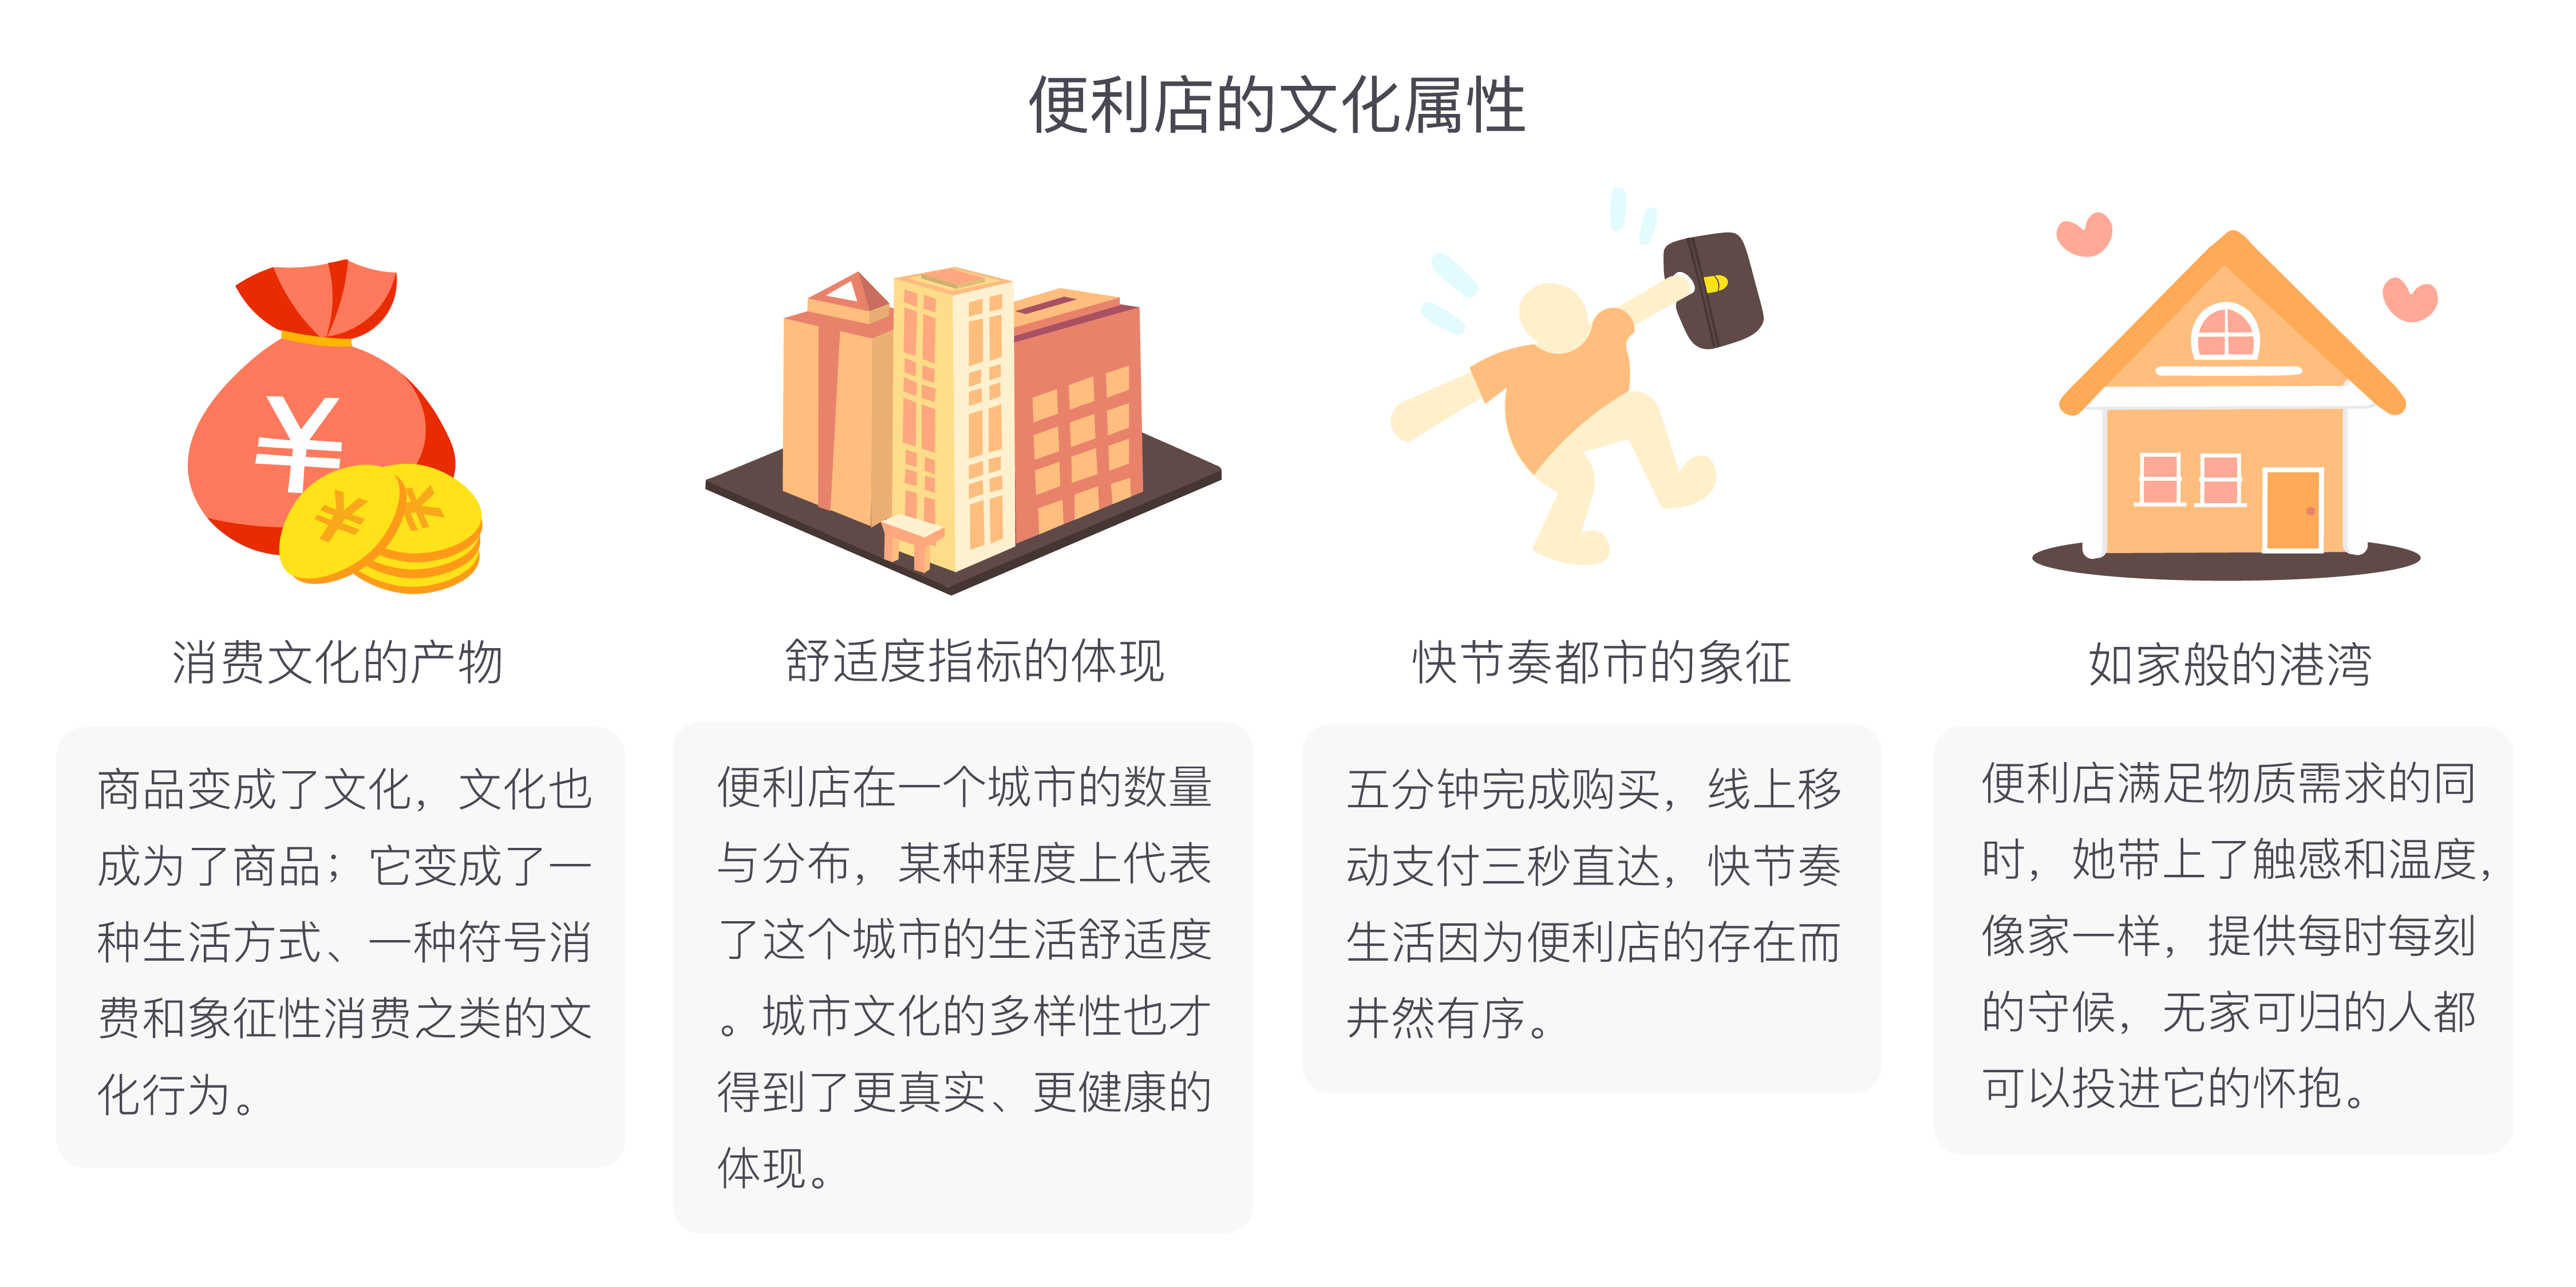 便利店的文化属性
¥
¥
¥
消费文化的产物
商品变成了文化，文化也
成为了商品；它变成了一
种生活方式、一种符号消
费和象征性消费之类的文
化行为。
舒适度指标的体现
便利店在一个城市的数量
与分布，某种程度上代表
了这个城市的生活舒适度
。城市文化的多样性也才
得到了更真实、更健康的
体现。
快节奏都市的象征
五分钟完成购买，线上移
动支付三秒直达，快节奏
生活因为便利店的存在而
井然有序。
如家般的港湾
便利店满足物质需求的同
时，她带上了触感和温度，
像家一样，提供每时每刻
的守候，无家可归的人都
可以投进它的怀抱。